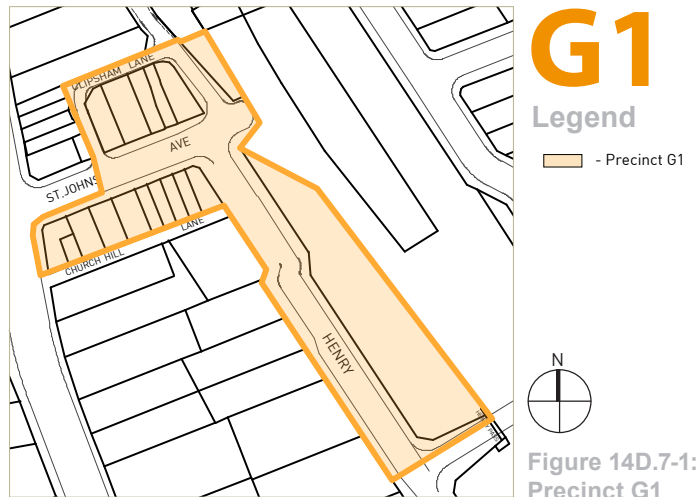 G1
Legend
- Precinct G1
CLIPSHAM LANE
AVE
ST.JOHNS
LANE
CHURCH HILL
HENRY
N
Figure 14D.7-1:
Precinct G1